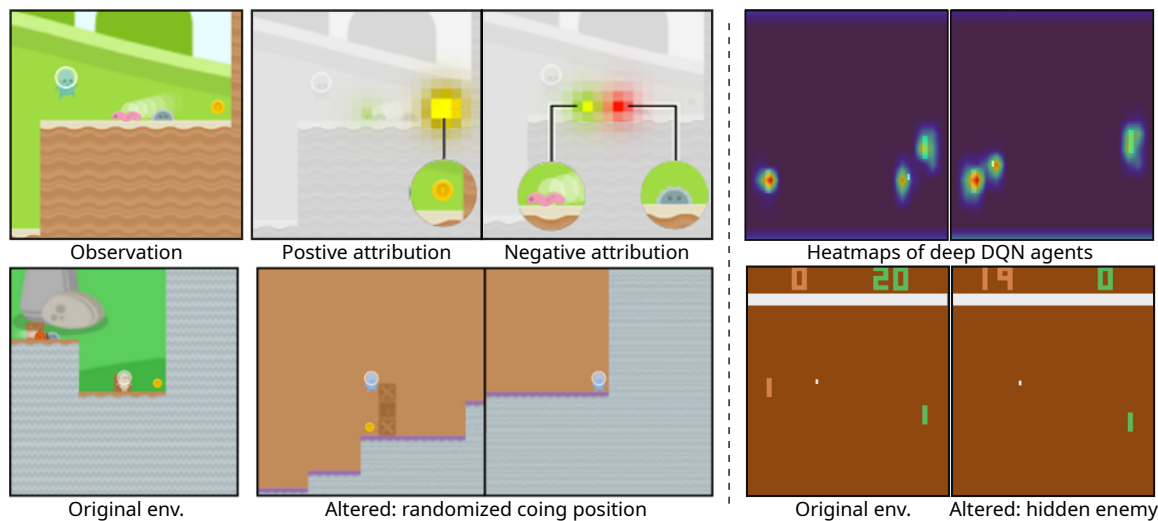 Observation
Postive attribution
Negative attribution
Heatmaps of deep DQN agents
0 20
19 0
Original env.
Altered: randomized coing position
Original env.
Altered: hidden enemy